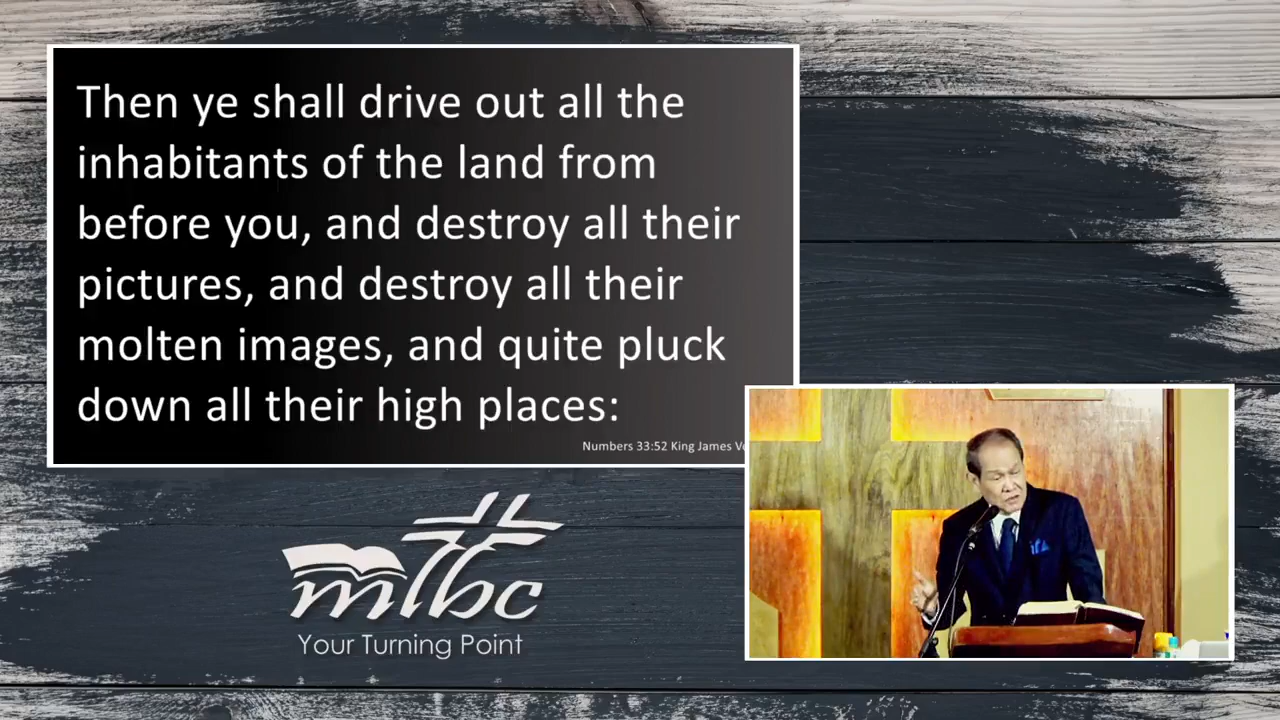 Then ye shall drive out all the
inhabitants of the land from
before you, and destroy all their
pictures, and destroy all their
molten images, and quite pluck
down all their high places:
Numbers 33:52 King James
mlbc
Your Turning Point